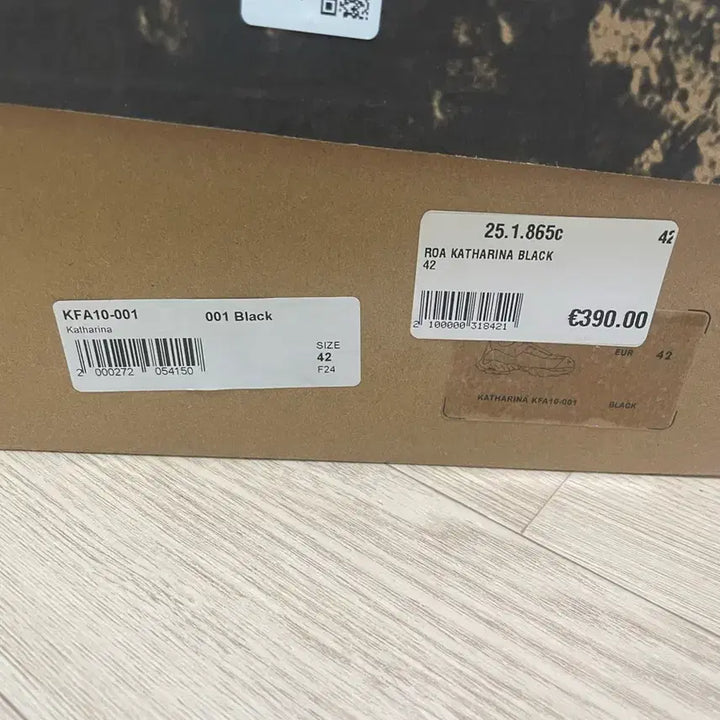 KFA10-001 001 Black
Katharina
SIZE
42
F24
2 000272 054150
25.1.865c 42
ROA KATHARINA BLACK
42
2 100000 318421
€390.00
EUR 42
KATHARINA KFA10-001 BLACK